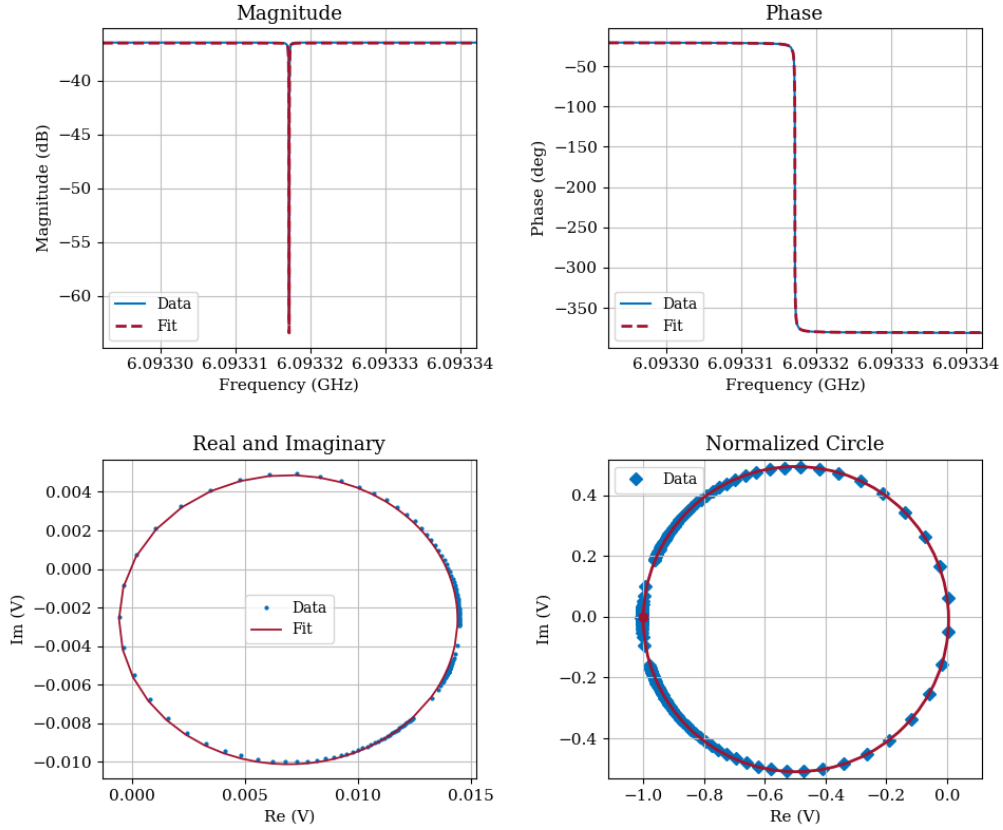 Magnitude
Magnitude (dB)
−40
−45
−50
−55
−60
Data
Fit
6.09330 6.09331 6.09332 6.09333 6.09334
Frequency (GHz)
Phase
Phase (deg)
−50
−100
−150
−200
−250
−300
−350
Data
Fit
6.09330 6.09331 6.09332 6.09333 6.09334
Frequency (GHz)
Real and Imaginary
Im (V)
0.004
0.002
0.000
−0.002
−0.004
−0.006
−0.008
−0.010
Data
Fit
0.000 0.005 0.010 0.015
Re (V)
Normalized Circle
Im (V)
0.4
0.2
0.0
−0.2
−0.4
Data
−1.0 −0.8 −0.6 −0.4 −0.2 0.0
Re (V)